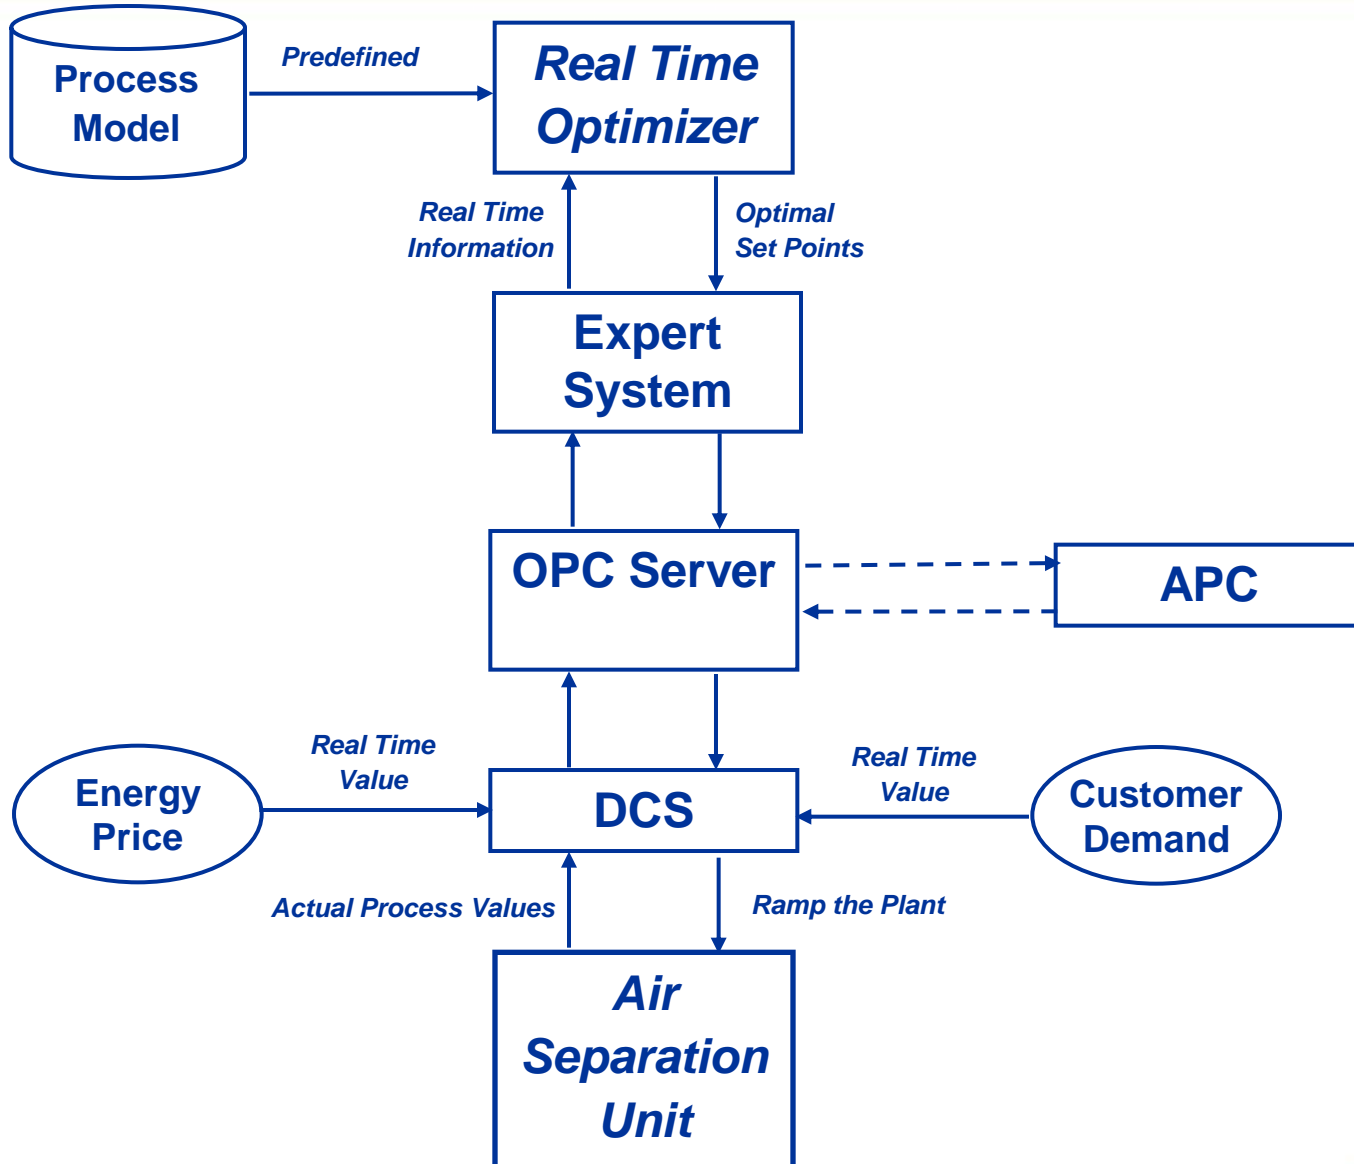 Process
Model
Predefined
Real Time
Optimizer
Real Time
Information
Optimal
Set Points
Expert
System
OPC Server
APC
Real Time
Value
Energy
Price
DCS
Real Time
Value
Customer
Demand
Actual Process Values
Ramp the Plant
Air
Separation
Unit